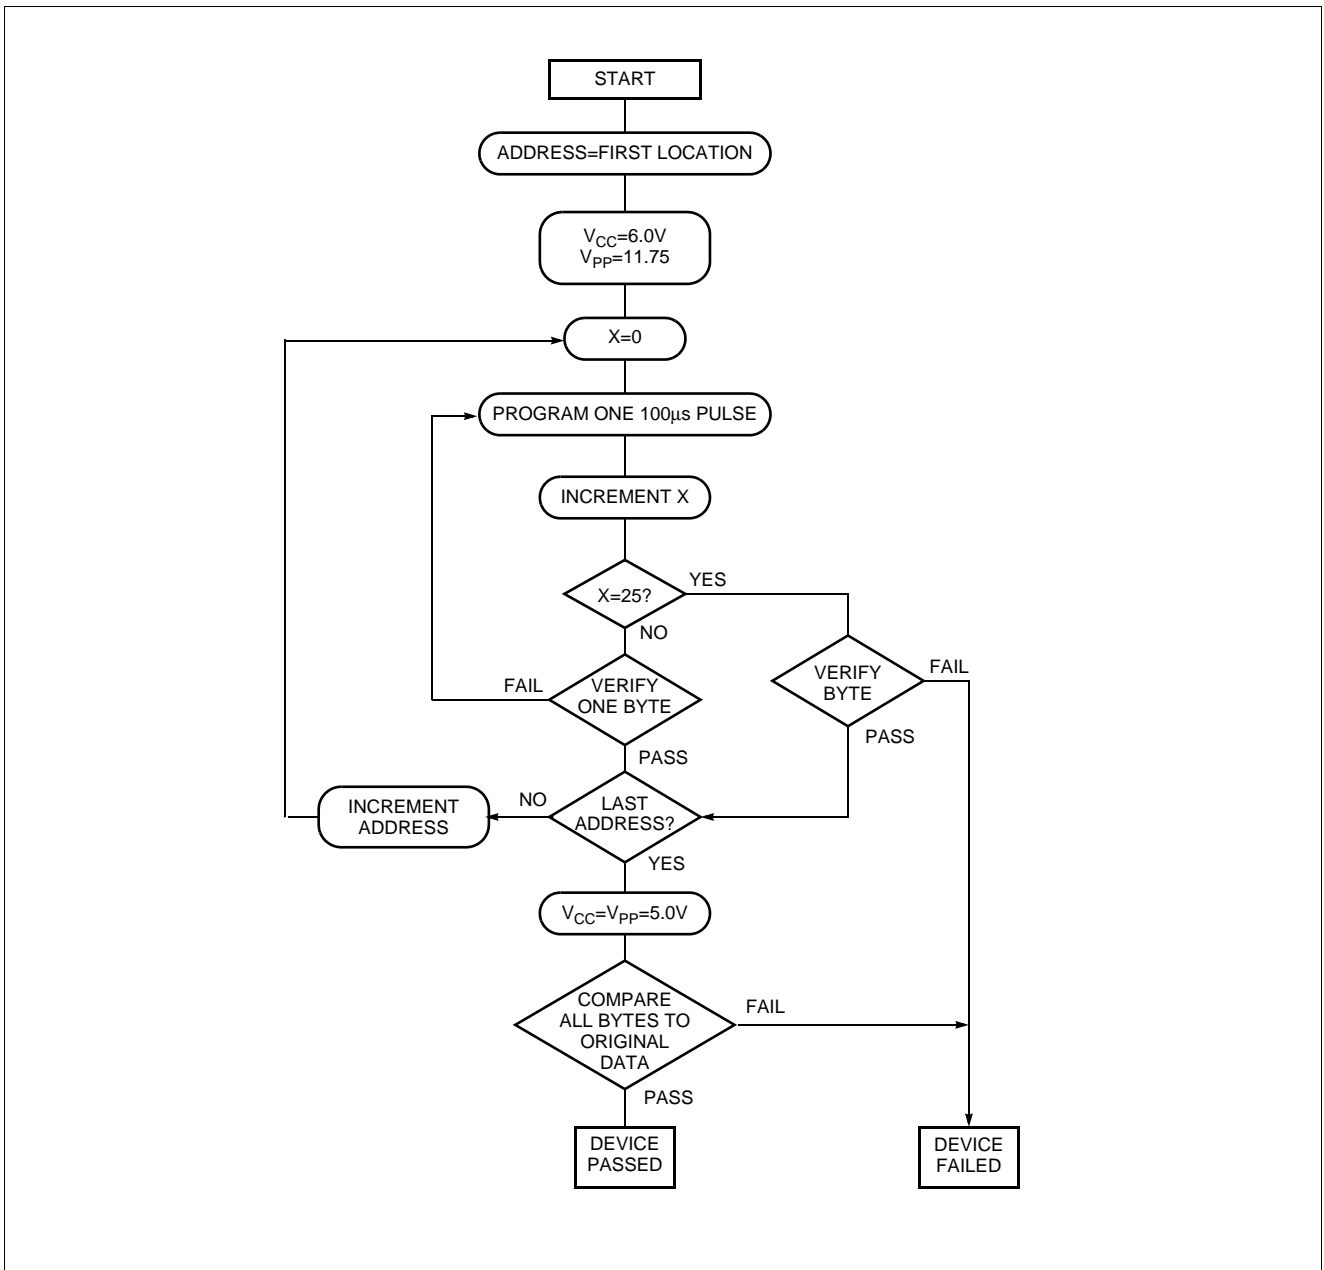 START
ADDRESS=FIRST LOCATION
VCC=6.0V
VPP=11.75
X=0
PROGRAM ONE 100μs PULSE
INCREMENT X
X=25?
YES
NO
VERIFY
ONE BYTE
FAIL
PASS
VERIFY
BYTE
FAIL
PASS
LAST
ADDRESS?
NO
INCREMENT
ADDRESS
YES
VCC=VPP=5.0V
COMPARE
ALL BYTES TO
ORIGINAL
DATA
FAIL
PASS
DEVICE
PASSED
DEVICE
FAILED